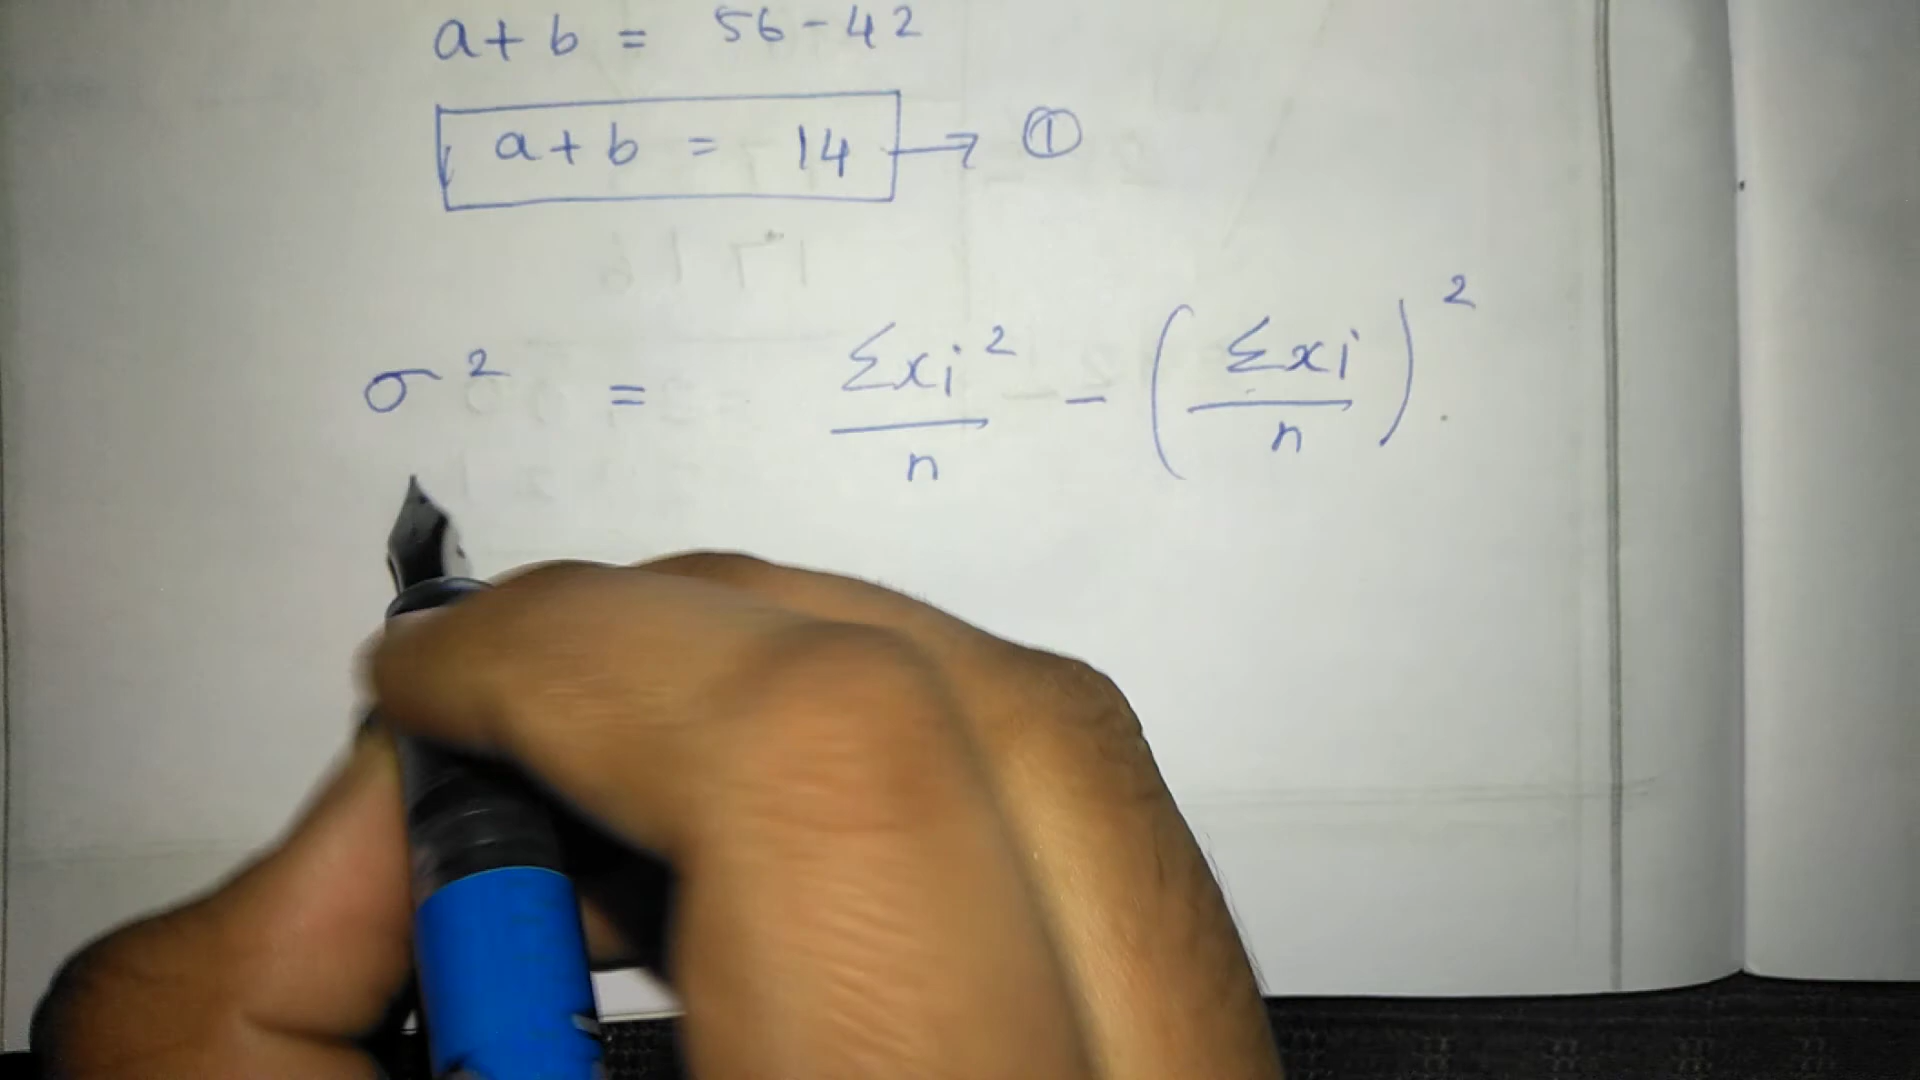 a + b = 56 - 42
a + b = 14 → ①
σ² = Σxi²/n - (Σxi/n)².